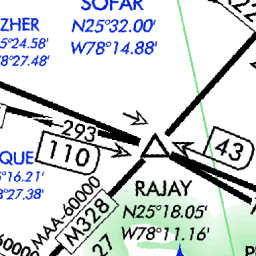 SOFAR
N25°32.00'
W78°14.88'
ZHER
5°24.58'
8°27.48'
293
110
43
QUE
5°16.21'
8°27.38'
RAJAY
N25°18.05'
W78°11.16'
MAA-60000
M328
27